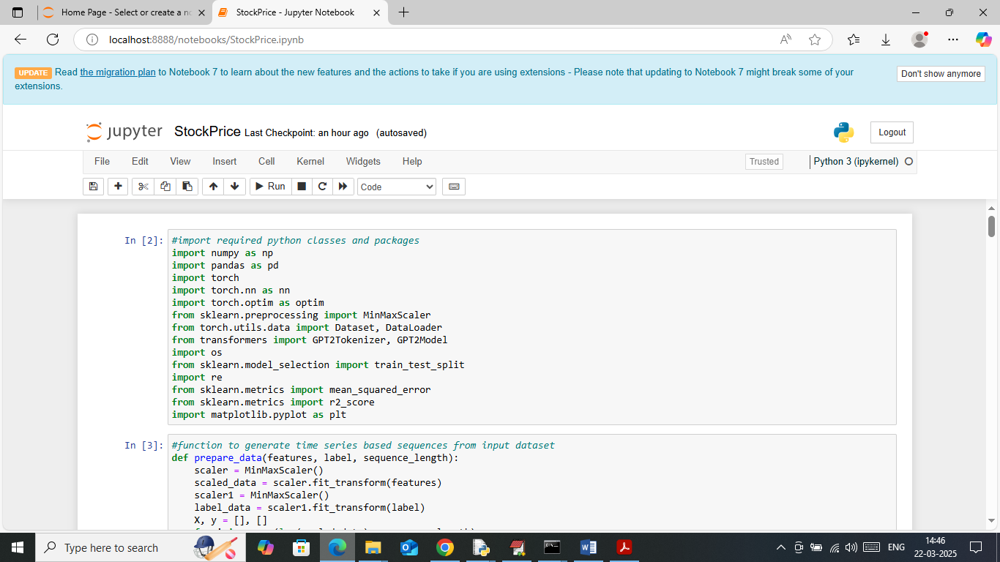 Home Page - Select or create a no
StockPrice - Jupyter Notebook
localhost:8888/notebooks/StockPrice.ipynb
UPDATE Read the migration plan to Notebook 7 to learn about the new features and the actions to take if you are using extensions - Please note that updating to Notebook 7 might break some of your
extensions.
Don't show anymore
jupyter StockPrice Last Checkpoint: an hour ago (autosaved)
Logout
File Edit View Insert Cell Kernel Widgets Help
Trusted
Python 3 (ipykernel)
Run
Code
In [2]:
#import required python classes and packages
import numpy as np
import pandas as pd
import torch
import torch.nn as nn
import torch.optim as optim
from sklearn.preprocessing import MinMaxScaler
from torch.utils.data import Dataset, DataLoader
from transformers import GPT2Tokenizer, GPT2Model
import os
from sklearn.model_selection import train_test_split
import re
from sklearn.metrics import mean_squared_error
from sklearn.metrics import r2_score
import matplotlib.pyplot as plt
In [3]:
#function to generate time series based sequences from input dataset
def prepare_data(features, label, sequence_length):
    scaler = MinMaxScaler()
    scaled_data = scaler.fit_transform(features)
    scaler1 = MinMaxScaler()
    label_data = scaler1.fit_transform(label)
    X, y = [], []
Type here to search
ENG
14:46
22-03-2025